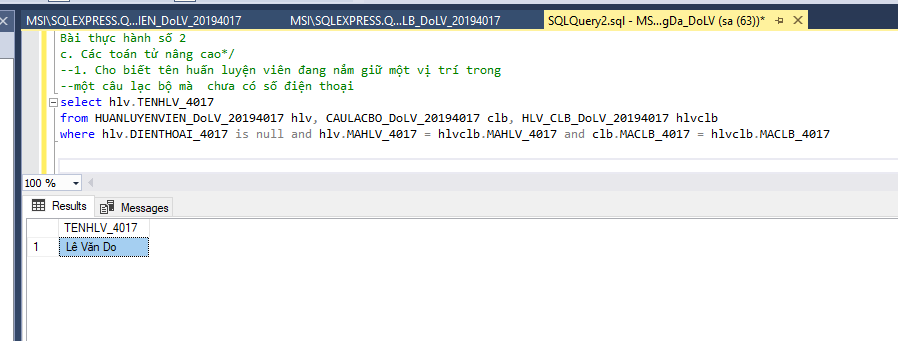 MSI\SQLEXPRESS.Q...IEN_DoLV_20194017 MSI\SQLEXPRESS.Q...LB_DoLV_20194017 SQLQuery2.sql - MS...gDa_DoLV (sa (63))*
Bài thực hành số 2
c. Các toán tử nâng cao*/
--1. Cho biết tên huấn luyện viên đang nắm giữ một vị trí trong
--một câu lạc bộ mà  chưa có số điện thoại
select hlv.TENHLV_4017
from HUANLUYENVIEN_DoLV_20194017 hlv, CAULACBO_DoLV_20194017 clb, HLV_CLB_DoLV_20194017 hlvclb
where hlv.DIENTHOAI_4017 is null and hlv.MAHLV_4017 = hlvclb.MAHLV_4017 and clb.MACLB_4017 = hlvclb.MACLB_4017
100 %
Results Messages
TENHLV_4017
1 Lê Văn Do